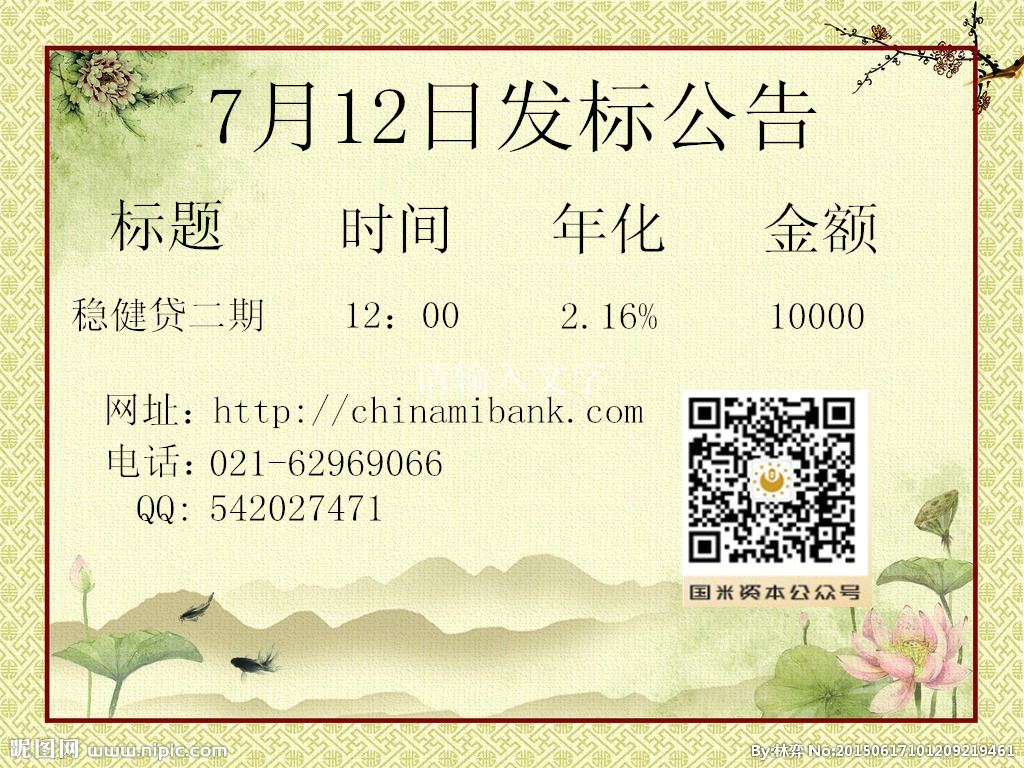 7月12日发标公告
标题 时间 年化 金额
稳健贷二期 12：00 2.16% 10000
请输入文字
网址：http://chinamibank.com
电话：021-62969066
QQ: 542027471
国米资本公众号
昵图网 www.nipic.com
By:林弈 No:20150617101209219461